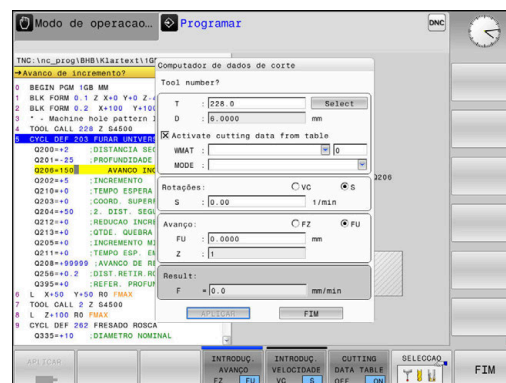 Modo de operacao...
Programar
DNC
TNC:\nc_prog\BHB\Klartext\1G
→Avanco de incremento?
0 BEGIN PGM 1GB MM
1 BLK FORM 0.1 Z X+0 Y+0 Z-
2 BLK FORM 0.2 X+100 Y+10
3 * - Machine hole pattern
4 TOOL CALL 228 Z S4500
5 CYCL DEF 203 FURAR UNIVER
Q200=+2 ;DISTANCIA SE
Q201=-25 ;PROFUNDIDADE
Q206=150 AVANCO INC
Q202=+5 ;INCREMENTO
Q210=+0 ;TEMPO ESPERA
Q203=+0 ;COORD. SUPERF
Q204=+50 ;2. DIST. SEGU
Q212=+0 ;REDUCAO INCRE
Q213=+0 ;QTDE. QUEBRA
Q205=+0 ;INCREMENTO MI
Q211=+0 ;TEMPO ESP. E
Q208=+99999 ;AVANCO DE RE
Q256=+0.2 ;DIST.RETIR.RO
Q395=+0 ;REFER. PROFU
6 L X+50 Y+50 R0 FMAX
7 TOOL CALL 2 Z S4500
8 L Z+100 R0 FMAX
9 CYCL DEF 262 FRESADO ROSCA
Q335=+10 ;DIAMETRO NOMINAL
Computador de dados de corte
Tool number?
T : 228.0 Select
D : 6.0000 mm
Activate cutting data from table
WMAT : 0
MODE :
Rotações: VC S
S : 0.00 1/min
Avanço: FZ FU
FU : 0.0000 mm
Z : 1
Result:
F = 0.0 mm/min
APLICAR FIM
Q206
APLICAR
INTRODUÇ. AVANÇO FZ FU
INTRODUÇ. VELOCIDADE VC S
CUTTING DATA TABLE OFF ON
SELECCAO
FIM